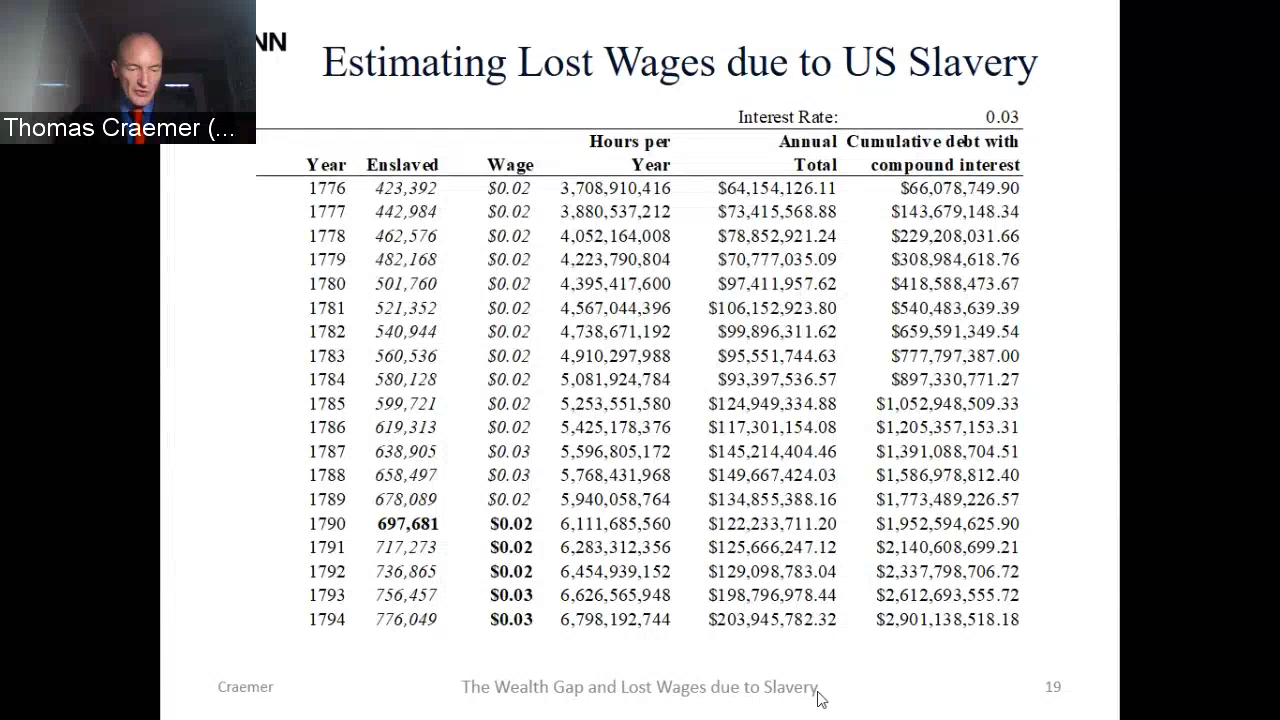 NN
Estimating Lost Wages due to US Slavery
Thomas Craemer (...
Interest Rate: 0.03
Hours per Annual Cumulative debt with
Year Enslaved Wage Year Total compound interest
1776 423,392 $0.02 3,708,910,416 $64,154,126.11 $66,078,749.90
1777 442,984 $0.02 3,880,537,212 $73,415,568.88 $143,679,148.34
1778 462,576 $0.02 4,052,164,008 $78,852,921.24 $229,208,031.66
1779 482,168 $0.02 4,223,790,804 $70,777,035.09 $308,984,618.76
1780 501,760 $0.02 4,395,417,600 $97,411,957.62 $418,588,473.67
1781 521,352 $0.02 4,567,044,396 $106,152,923.80 $540,483,639.39
1782 540,944 $0.02 4,738,671,192 $99,896,311.62 $659,591,349.54
1783 560,536 $0.02 4,910,297,988 $95,551,744.63 $777,797,387.00
1784 580,128 $0.02 5,081,924,784 $93,397,536.57 $897,330,771.27
1785 599,721 $0.02 5,253,551,580 $124,949,334.88 $1,052,948,509.33
1786 619,313 $0.02 5,425,178,376 $117,301,154.08 $1,205,357,153.31
1787 638,905 $0.03 5,596,805,172 $145,214,404.46 $1,391,088,704.51
1788 658,497 $0.03 5,768,431,968 $149,667,424.03 $1,586,978,812.40
1789 678,089 $0.02 5,940,058,764 $134,855,388.16 $1,773,489,226.57
1790 697,681 $0.02 6,111,685,560 $122,233,711.20 $1,952,594,625.90
1791 717,273 $0.02 6,283,312,356 $125,666,247.12 $2,140,608,699.21
1792 736,865 $0.02 6,454,939,152 $129,098,783.04 $2,337,798,706.72
1793 756,457 $0.03 6,626,565,948 $198,796,978.44 $2,612,693,555.72
1794 776,049 $0.03 6,798,192,744 $203,945,782.32 $2,901,138,518.18
Craemer The Wealth Gap and Lost Wages due to Slavery 19